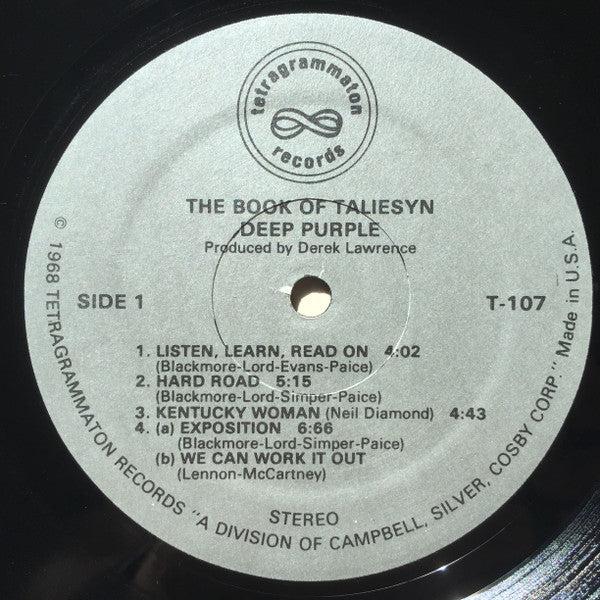 tetragrammaton
records
THE BOOK OF TALIESYN
DEEP PURPLE
Produced by Derek Lawrence
SIDE 1
T-107
1. LISTEN, LEARN, READ ON 4:02
(Blackmore-Lord-Evans-Paice)
2. HARD ROAD 5:15
(Blackmore-Lord-Simper-Paice)
3. KENTUCKY WOMAN (Neil Diamond) 4:43
4. (a) EXPOSITION 6:66
(Blackmore-Lord-Simper-Paice)
(b) WE CAN WORK IT OUT
(Lennon-McCartney)
STEREO
© 1968 TETRAGRAMMATON RECORDS "A DIVISION OF CAMPBELL, SILVER, COSBY CORP." Made in U.S.A.